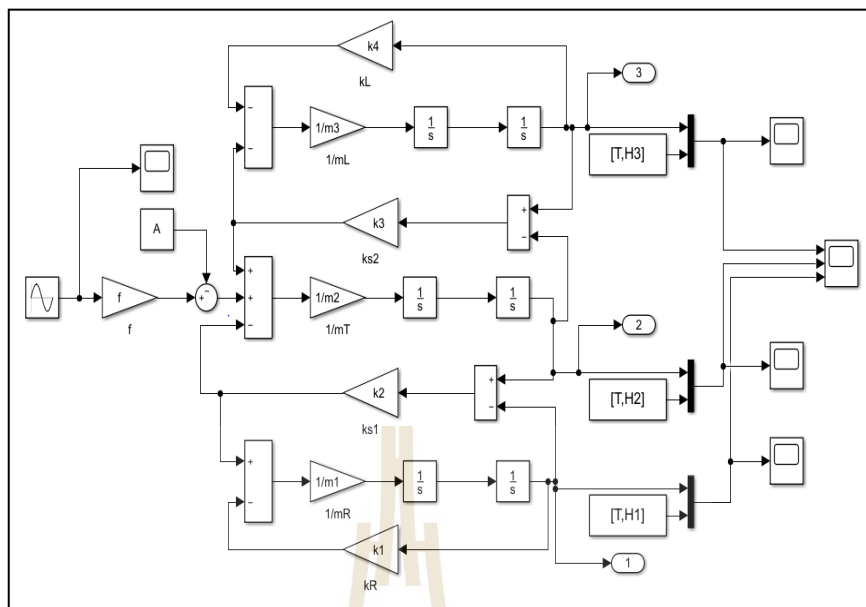 k4
kL
3
−
−
1/m3
1/mL
1
s
1
s
[T,H3]
A
k3
ks2
+
−
−
+
f
f
+
+
−
1/m2
1/mT
1
s
1
s
2
k2
ks1
+
−
[T,H2]
+
−
1/m1
1/mR
1
s
1
s
[T,H1]
k1
kR
1